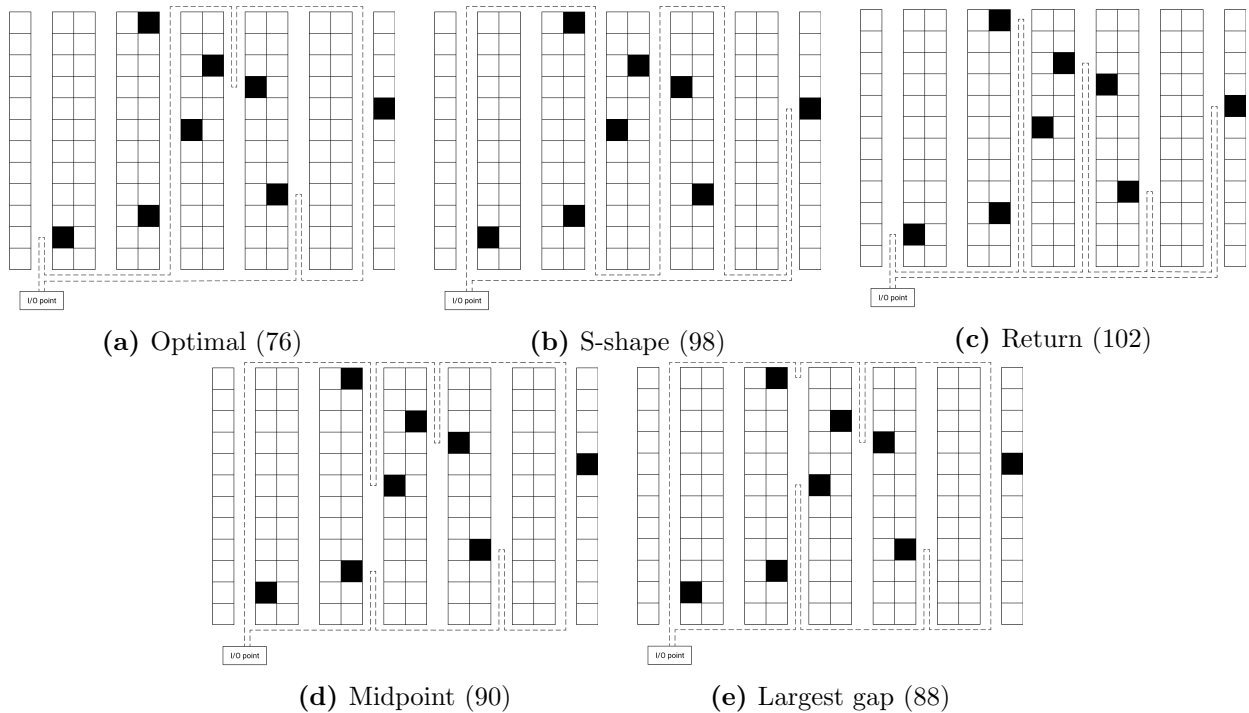 I/O point
I/O point
I/O point
(a) Optimal (76)
(b) S-shape (98)
(c) Return (102)
I/O point
I/O point
(d) Midpoint (90)
(e) Largest gap (88)